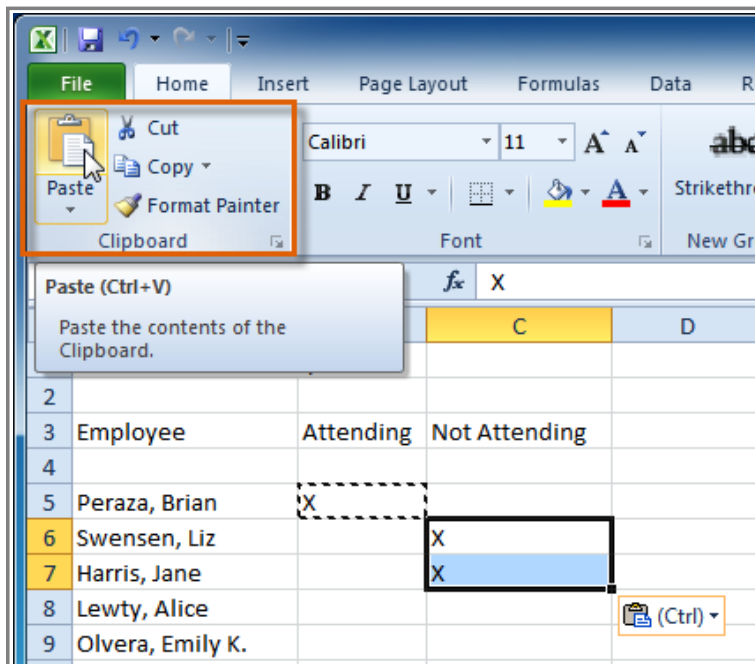 File Home Insert Page Layout Formulas Data R
Cut
Copy
Paste
Format Painter
Clipboard
Calibri 11 A A
B I U A
Font
abc
Strikethro
New Gr
Paste (Ctrl+V)
Paste the contents of the
Clipboard.
fx X
C D
2
3 Employee Attending Not Attending
4
5 Peraza, Brian X
6 Swensen, Liz X
7 Harris, Jane X
8 Lewty, Alice
(Ctrl)
9 Olvera, Emily K.